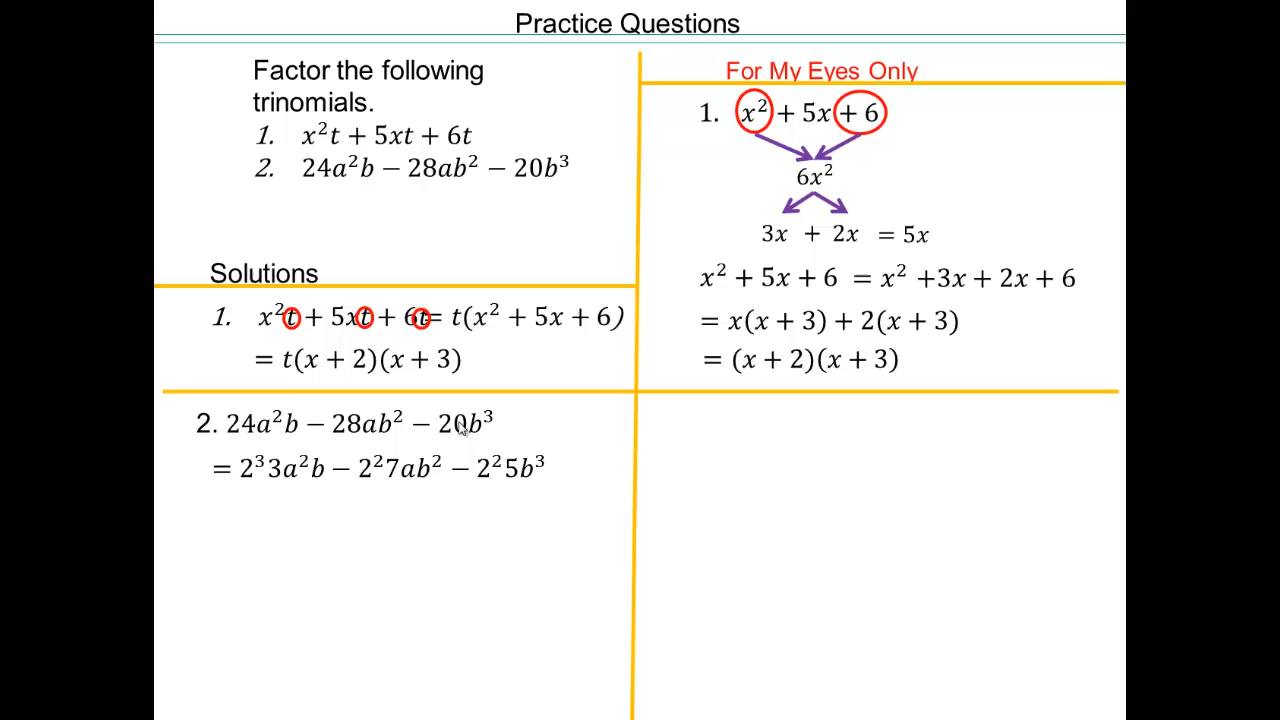 Practice Questions
Factor the following
trinomials.
1. x²t + 5xt + 6t
2. 24a²b − 28ab² − 20b³
Solutions
1. x²t + 5xt + 6t = t(x² + 5x + 6)
= t(x + 2)(x + 3)
2. 24a²b − 28ab² − 20b³
= 2³3a²b − 2²7ab² − 2²5b³
For My Eyes Only
1. x² + 5x + 6
6x²
3x + 2x = 5x
x² + 5x + 6 = x² +3x + 2x + 6
= x(x + 3) + 2(x + 3)
= (x + 2)(x + 3)